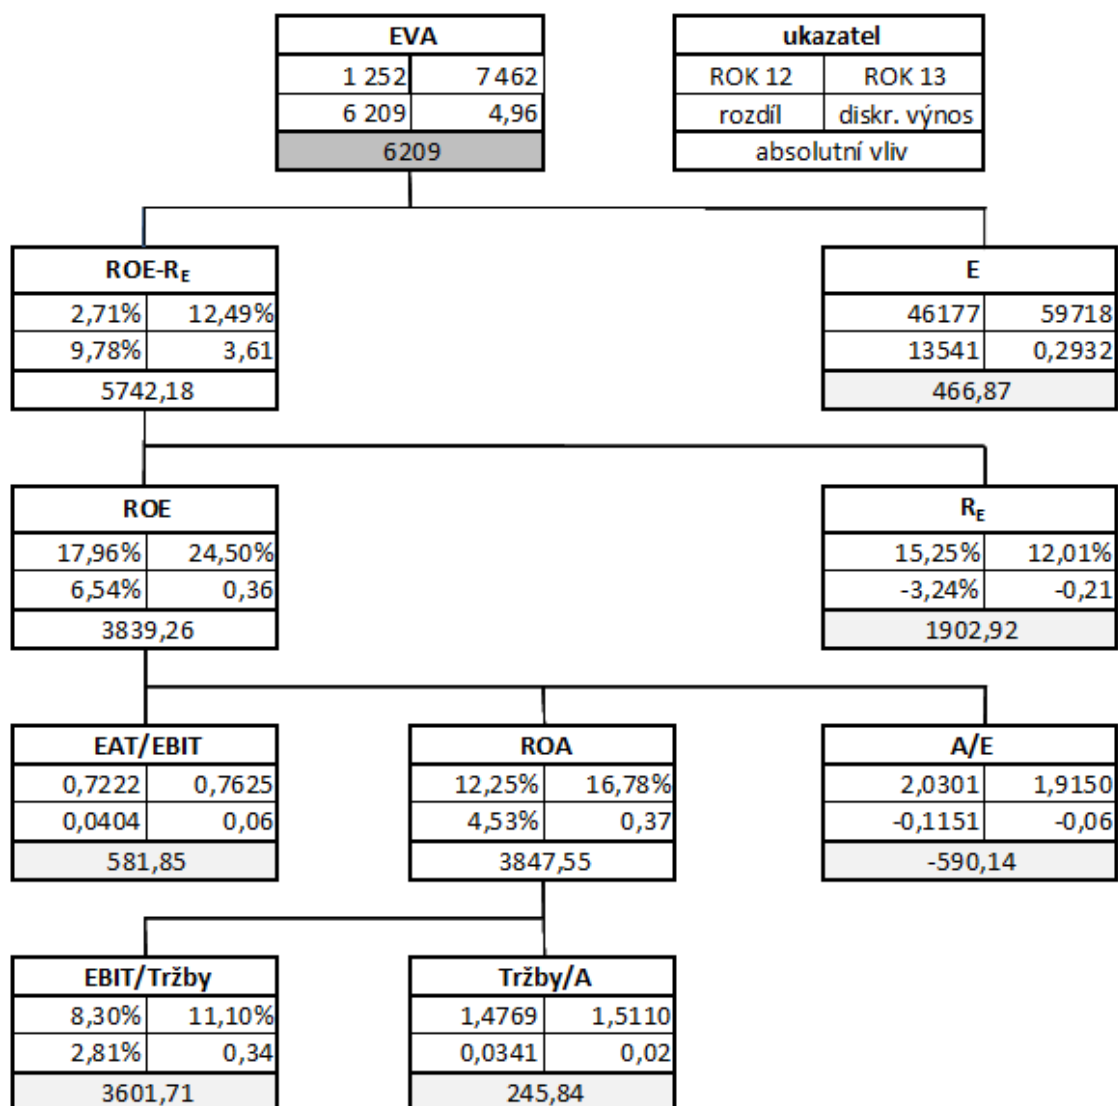 EVA
1 252 7 462
6 209 4,96
6209
ukazatel
ROK 12 ROK 13
rozdíl diskr. výnos
absolutní vliv
ROE-RE
2,71% 12,49%
9,78% 3,61
5742,18
E
46177 59718
13541 0,2932
466,87
ROE
17,96% 24,50%
6,54% 0,36
3839,26
RE
15,25% 12,01%
-3,24% -0,21
1902,92
EAT/EBIT
0,7222 0,7625
0,0404 0,06
581,85
ROA
12,25% 16,78%
4,53% 0,37
3847,55
A/E
2,0301 1,9150
-0,1151 -0,06
-590,14
EBIT/Tržby
8,30% 11,10%
2,81% 0,34
3601,71
Tržby/A
1,4769 1,5110
0,0341 0,02
245,84